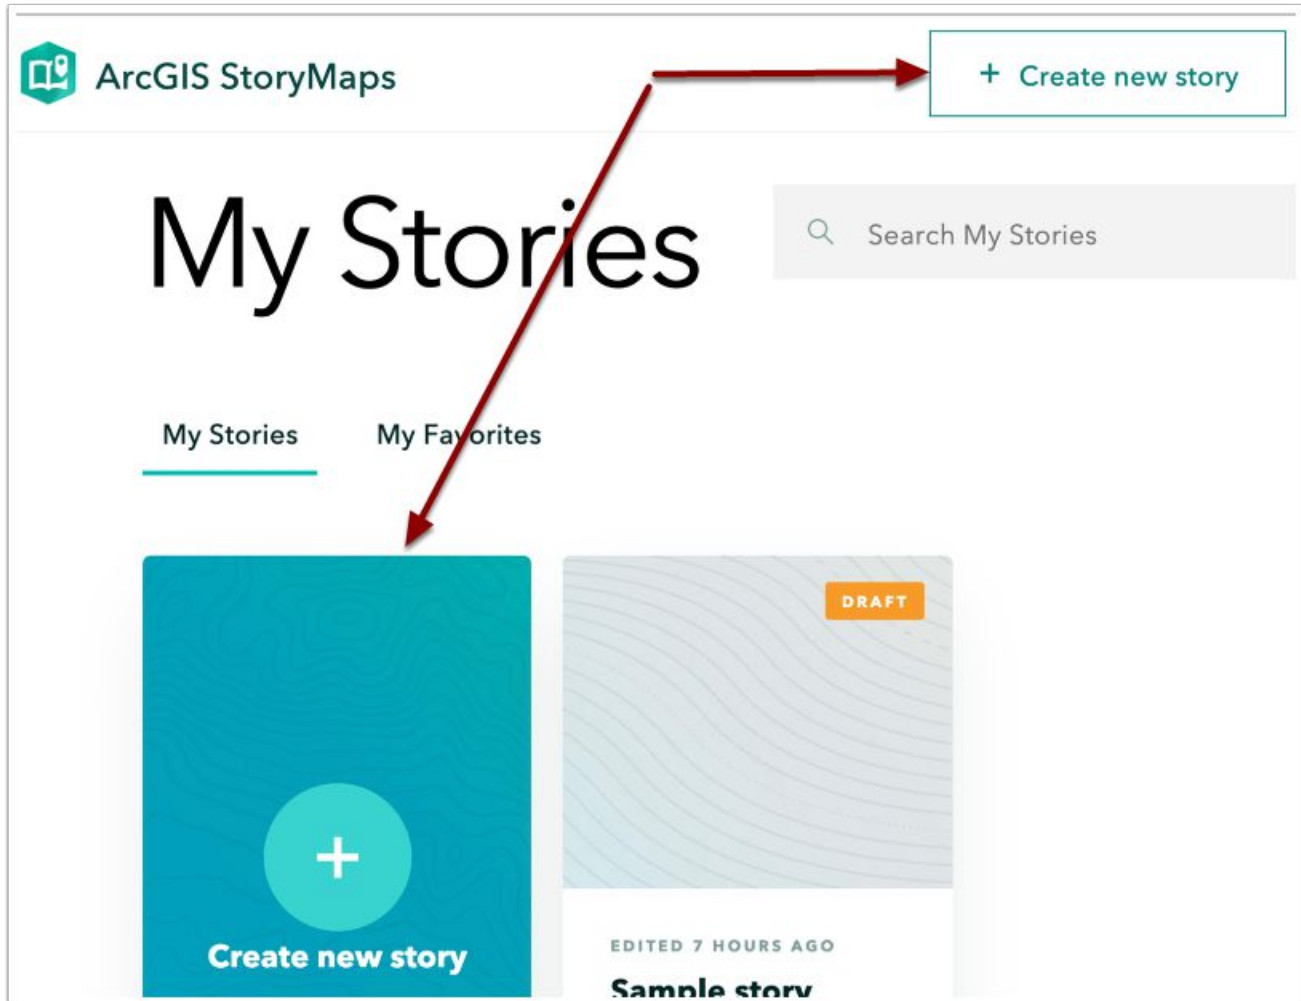 ArcGIS StoryMaps
+ Create new story
My Stories
Search My Stories
My Stories
My Favorites
DRAFT
+
Create new story
EDITED 7 HOURS AGO
Sample story